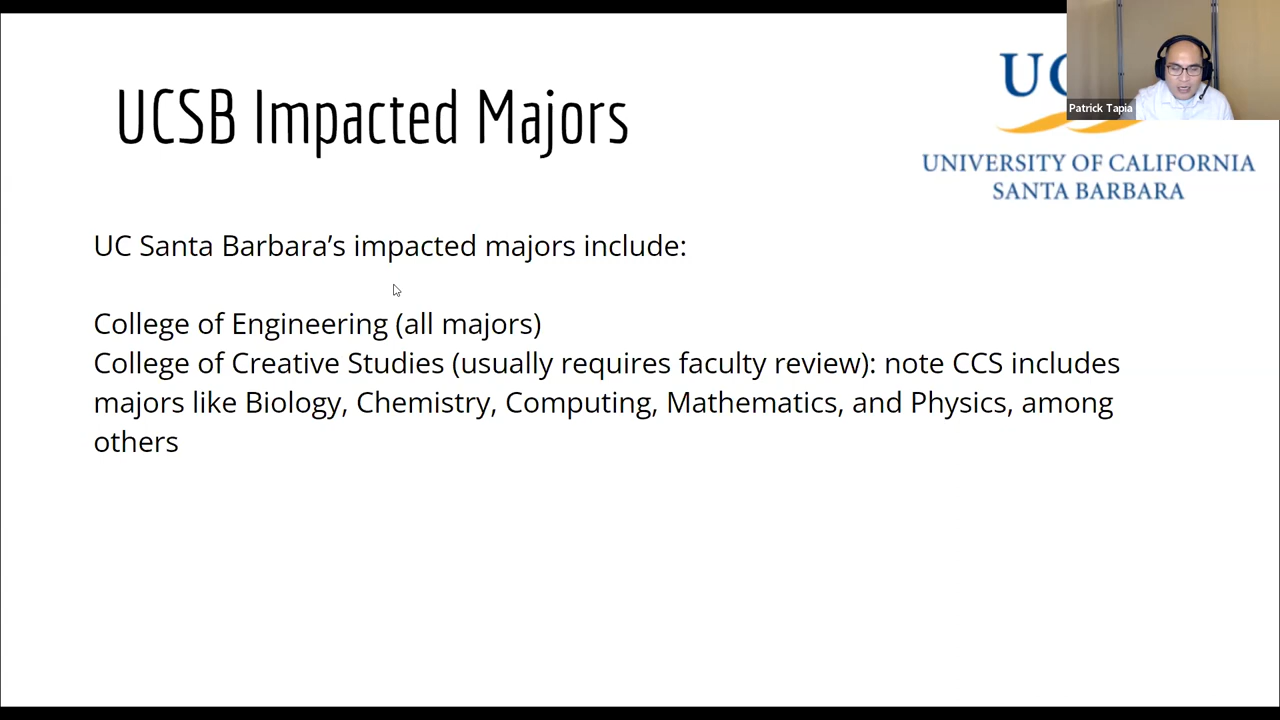 UCSB Impacted Majors
UC
Patrick Tapia
UNIVERSITY OF CALIFORNIA
SANTA BARBARA
UC Santa Barbara’s impacted majors include:
College of Engineering (all majors)
College of Creative Studies (usually requires faculty review): note CCS includes
majors like Biology, Chemistry, Computing, Mathematics, and Physics, among
others